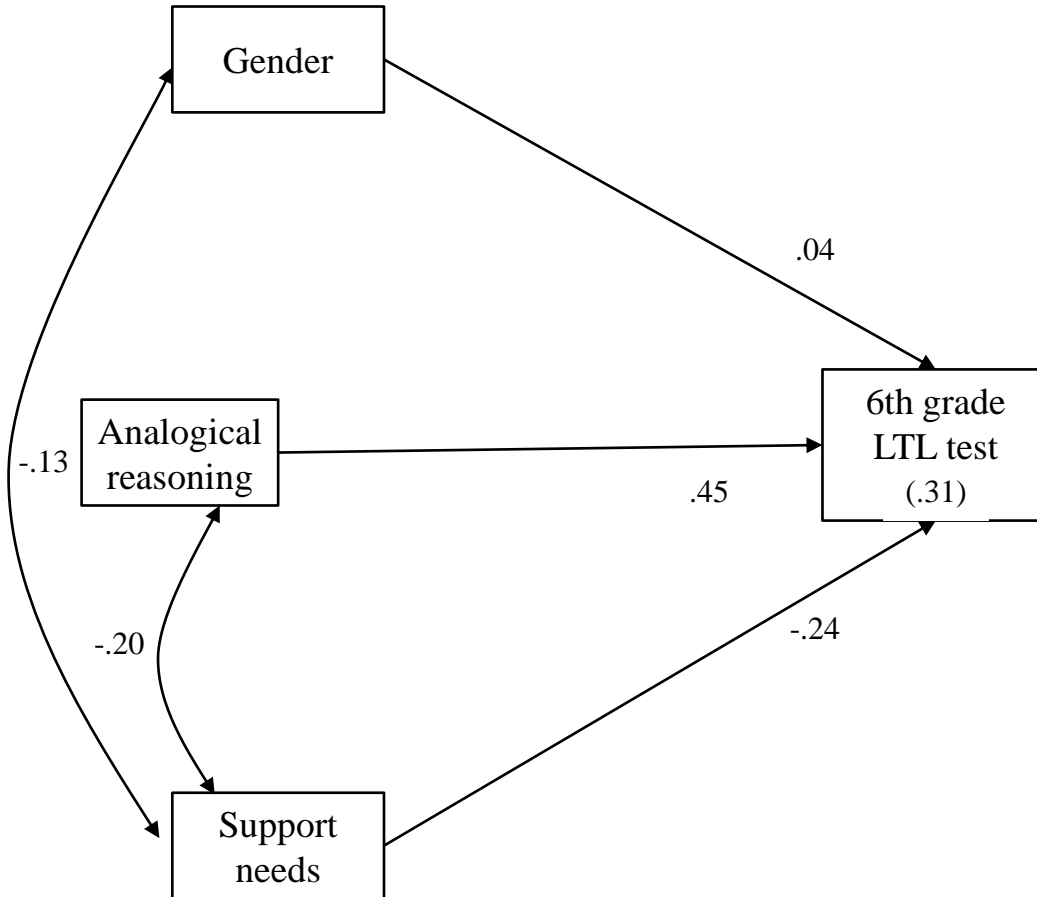 Gender
.04
6th grade
LTL test
(.31)
Analogical
reasoning
-.13
.45
-.20
-.24
Support
needs